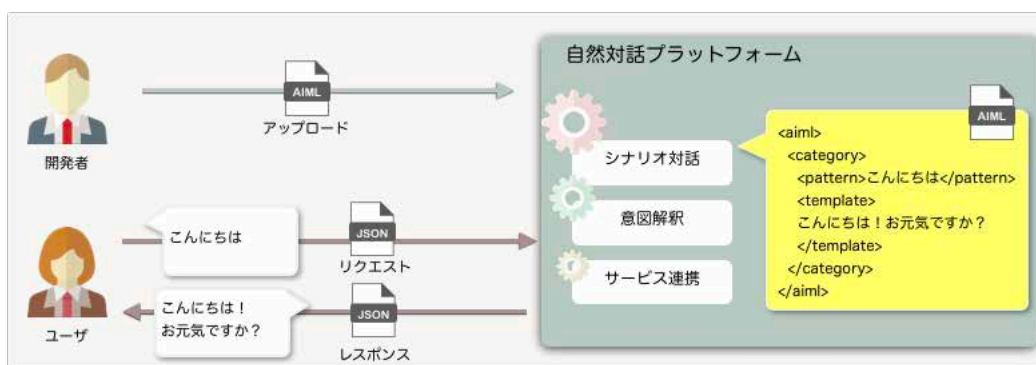 自然対話プラットフォーム
AIML
アップロード
開発者
シナリオ対話
意図解釈
サービス連携
AIML
<aiml>
<category>
<pattern>こんにちは</pattern>
<template>
こんにちは！お元気ですか？
</template>
</category>
</aiml>
こんにちは
JSON
リクエスト
ユーザ
こんにちは！
お元気ですか？
JSON
レスポンス